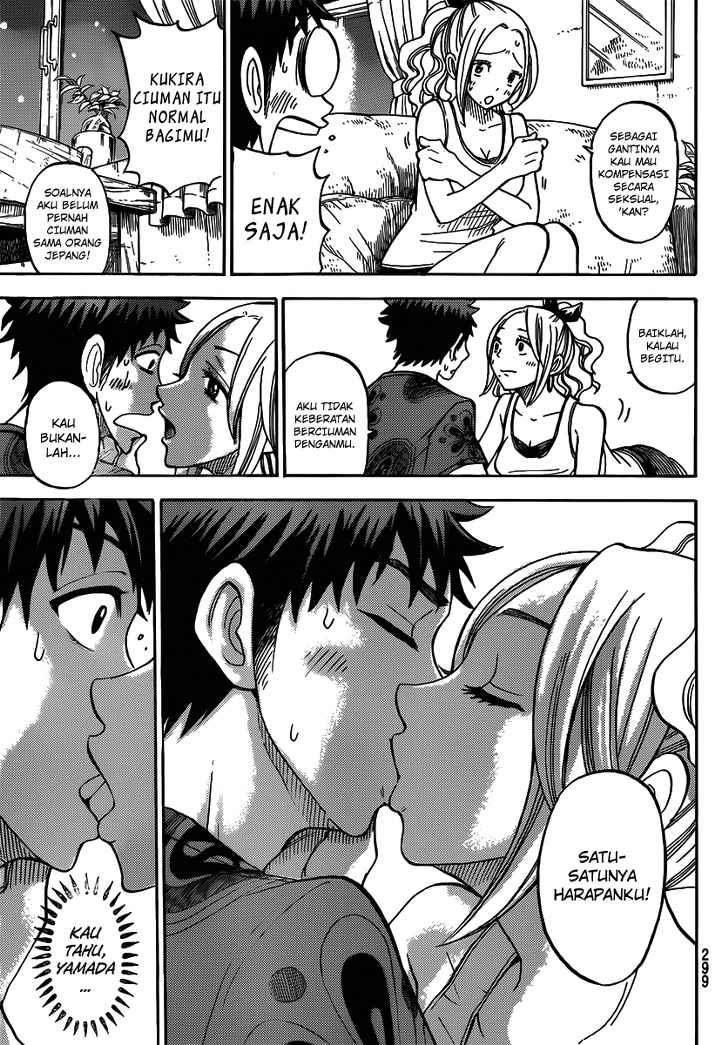 SEBAGAI
GANTINYA
KAU MAU
KOMPENSASI
SECARA
SEKSUAL,
'KAN?
ENAK
SAJA!
KUKIRA
CIUMAN ITU
NORMAL
BAGIMU!
SOALNYA
AKU BELUM
PERNAH
CIUMAN
SAMA ORANG
JEPANG!
BAIKLAH,
KALAU
BEGITU.
AKU TIDAK
KEBERATAN
BERCIUMAN
DENGANMU.
KAU
BUKAN-
LAH...
SATU-
SATUNYA
HARAPANKU!
KAU
TAHU,
YAMADA
...
299